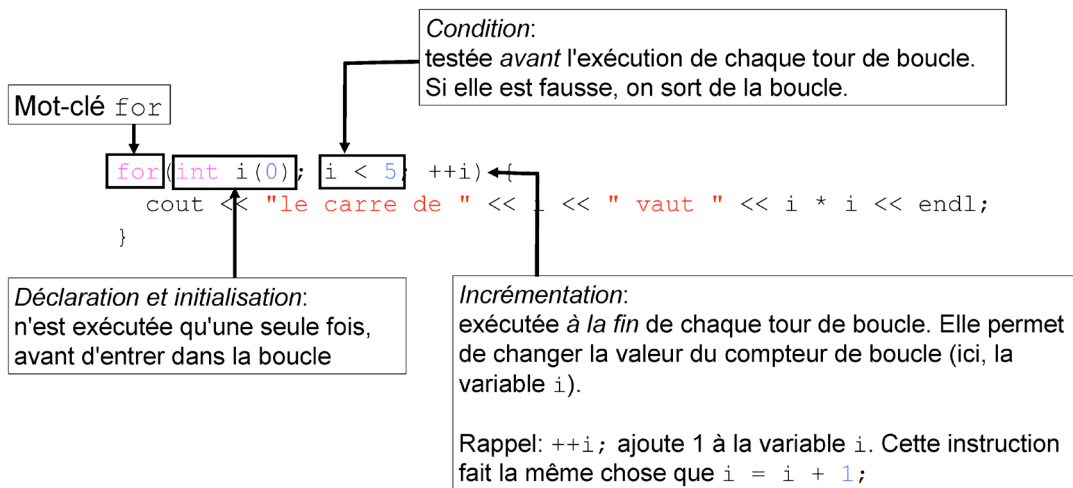 Condition:
testée avant l'exécution de chaque tour de boucle.
Si elle est fausse, on sort de la boucle.
Mot-clé for
for(int i(0); i < 5; ++i) {
cout << "le carre de " << i << " vaut " << i * i << endl;
}
Déclaration et initialisation:
n'est exécutée qu'une seule fois,
avant d'entrer dans la boucle
Incrémentation:
exécutée à la fin de chaque tour de boucle. Elle permet
de changer la valeur du compteur de boucle (ici, la
variable i).
Rappel: ++i; ajoute 1 à la variable i. Cette instruction
fait la même chose que i = i + 1;